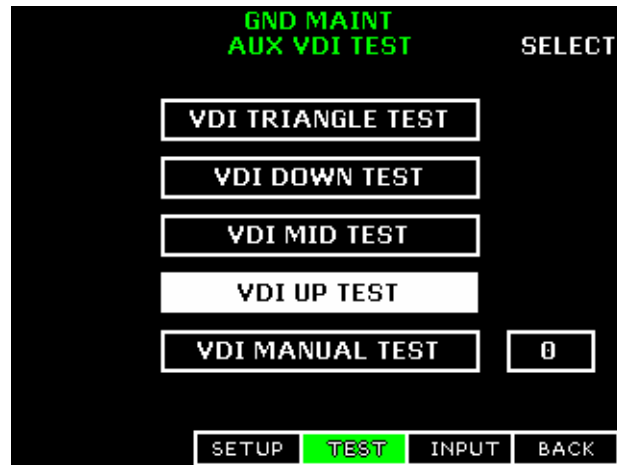 GND MAINT
AUX VDI TEST SELECT
VDI TRIANGLE TEST
VDI DOWN TEST
VDI MID TEST
VDI UP TEST
VDI MANUAL TEST 0
SETUP TEST INPUT BACK